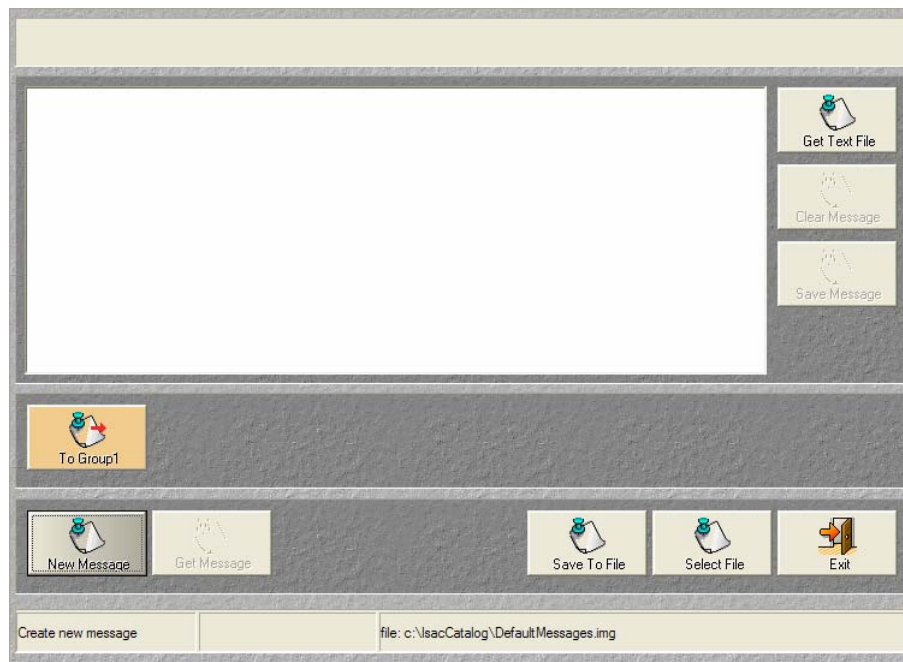 Get Text File
Clear Message
Save Message
To Group1
New Message
Get Message
Save To File
Select File
Exit
Create new message
file: c:\IsacCatalog\DefaultMessages.img